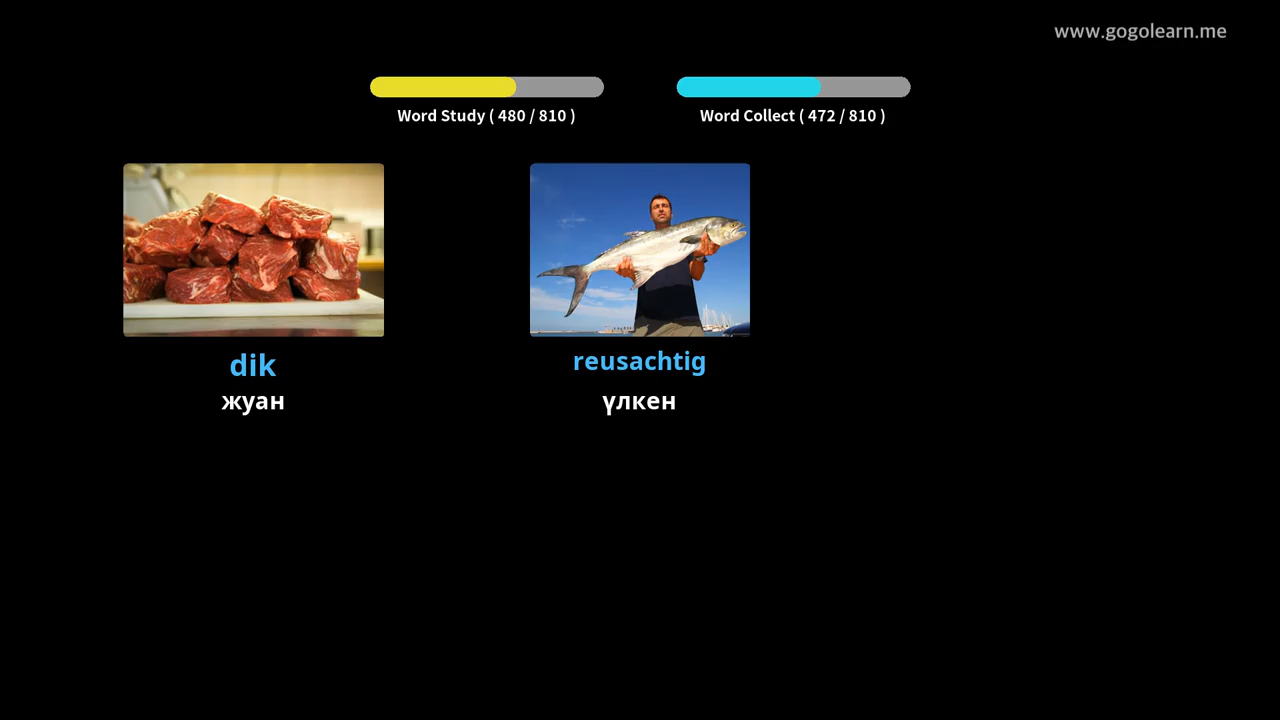 www.gogolearn.me
Word Study ( 480 / 810 )
Word Collect ( 472 / 810 )
dik
жуан
reusachtig
үлкен